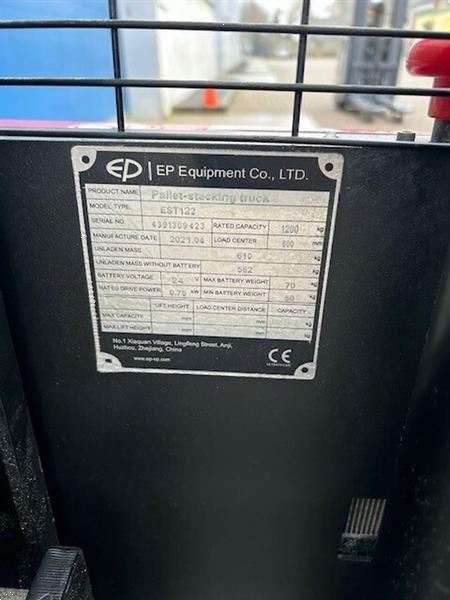 EP | EP Equipment Co., LTD.
PRODUCT NAME Pallet-stacking truck
MODEL TYPE EST122
SERIAL NO. RATED CAPACITY 1200 kg
MANUFACTURE DATE 2021.04 LOAD CENTER 600 mm
UNLADEN MASS 610 kg
UNLADEN MASS WITHOUT BATTERY 562 kg
BATTERY VOLTAGE 24 V MAX BATTERY WEIGHT 70 kg
RATED DRIVE POWER 0.75 kW MIN BATTERY WEIGHT kg
LIFT HEIGHT LOAD CENTER DISTANCE CAPACITY
MAX CAPACITY mm mm kg
MAX LIFT HEIGHT mm mm kg
No.1 Xiaquan Village, Lingfeng Street, Anji,
Huzhou, Zhejiang, China
www.ep-ep.com
CE